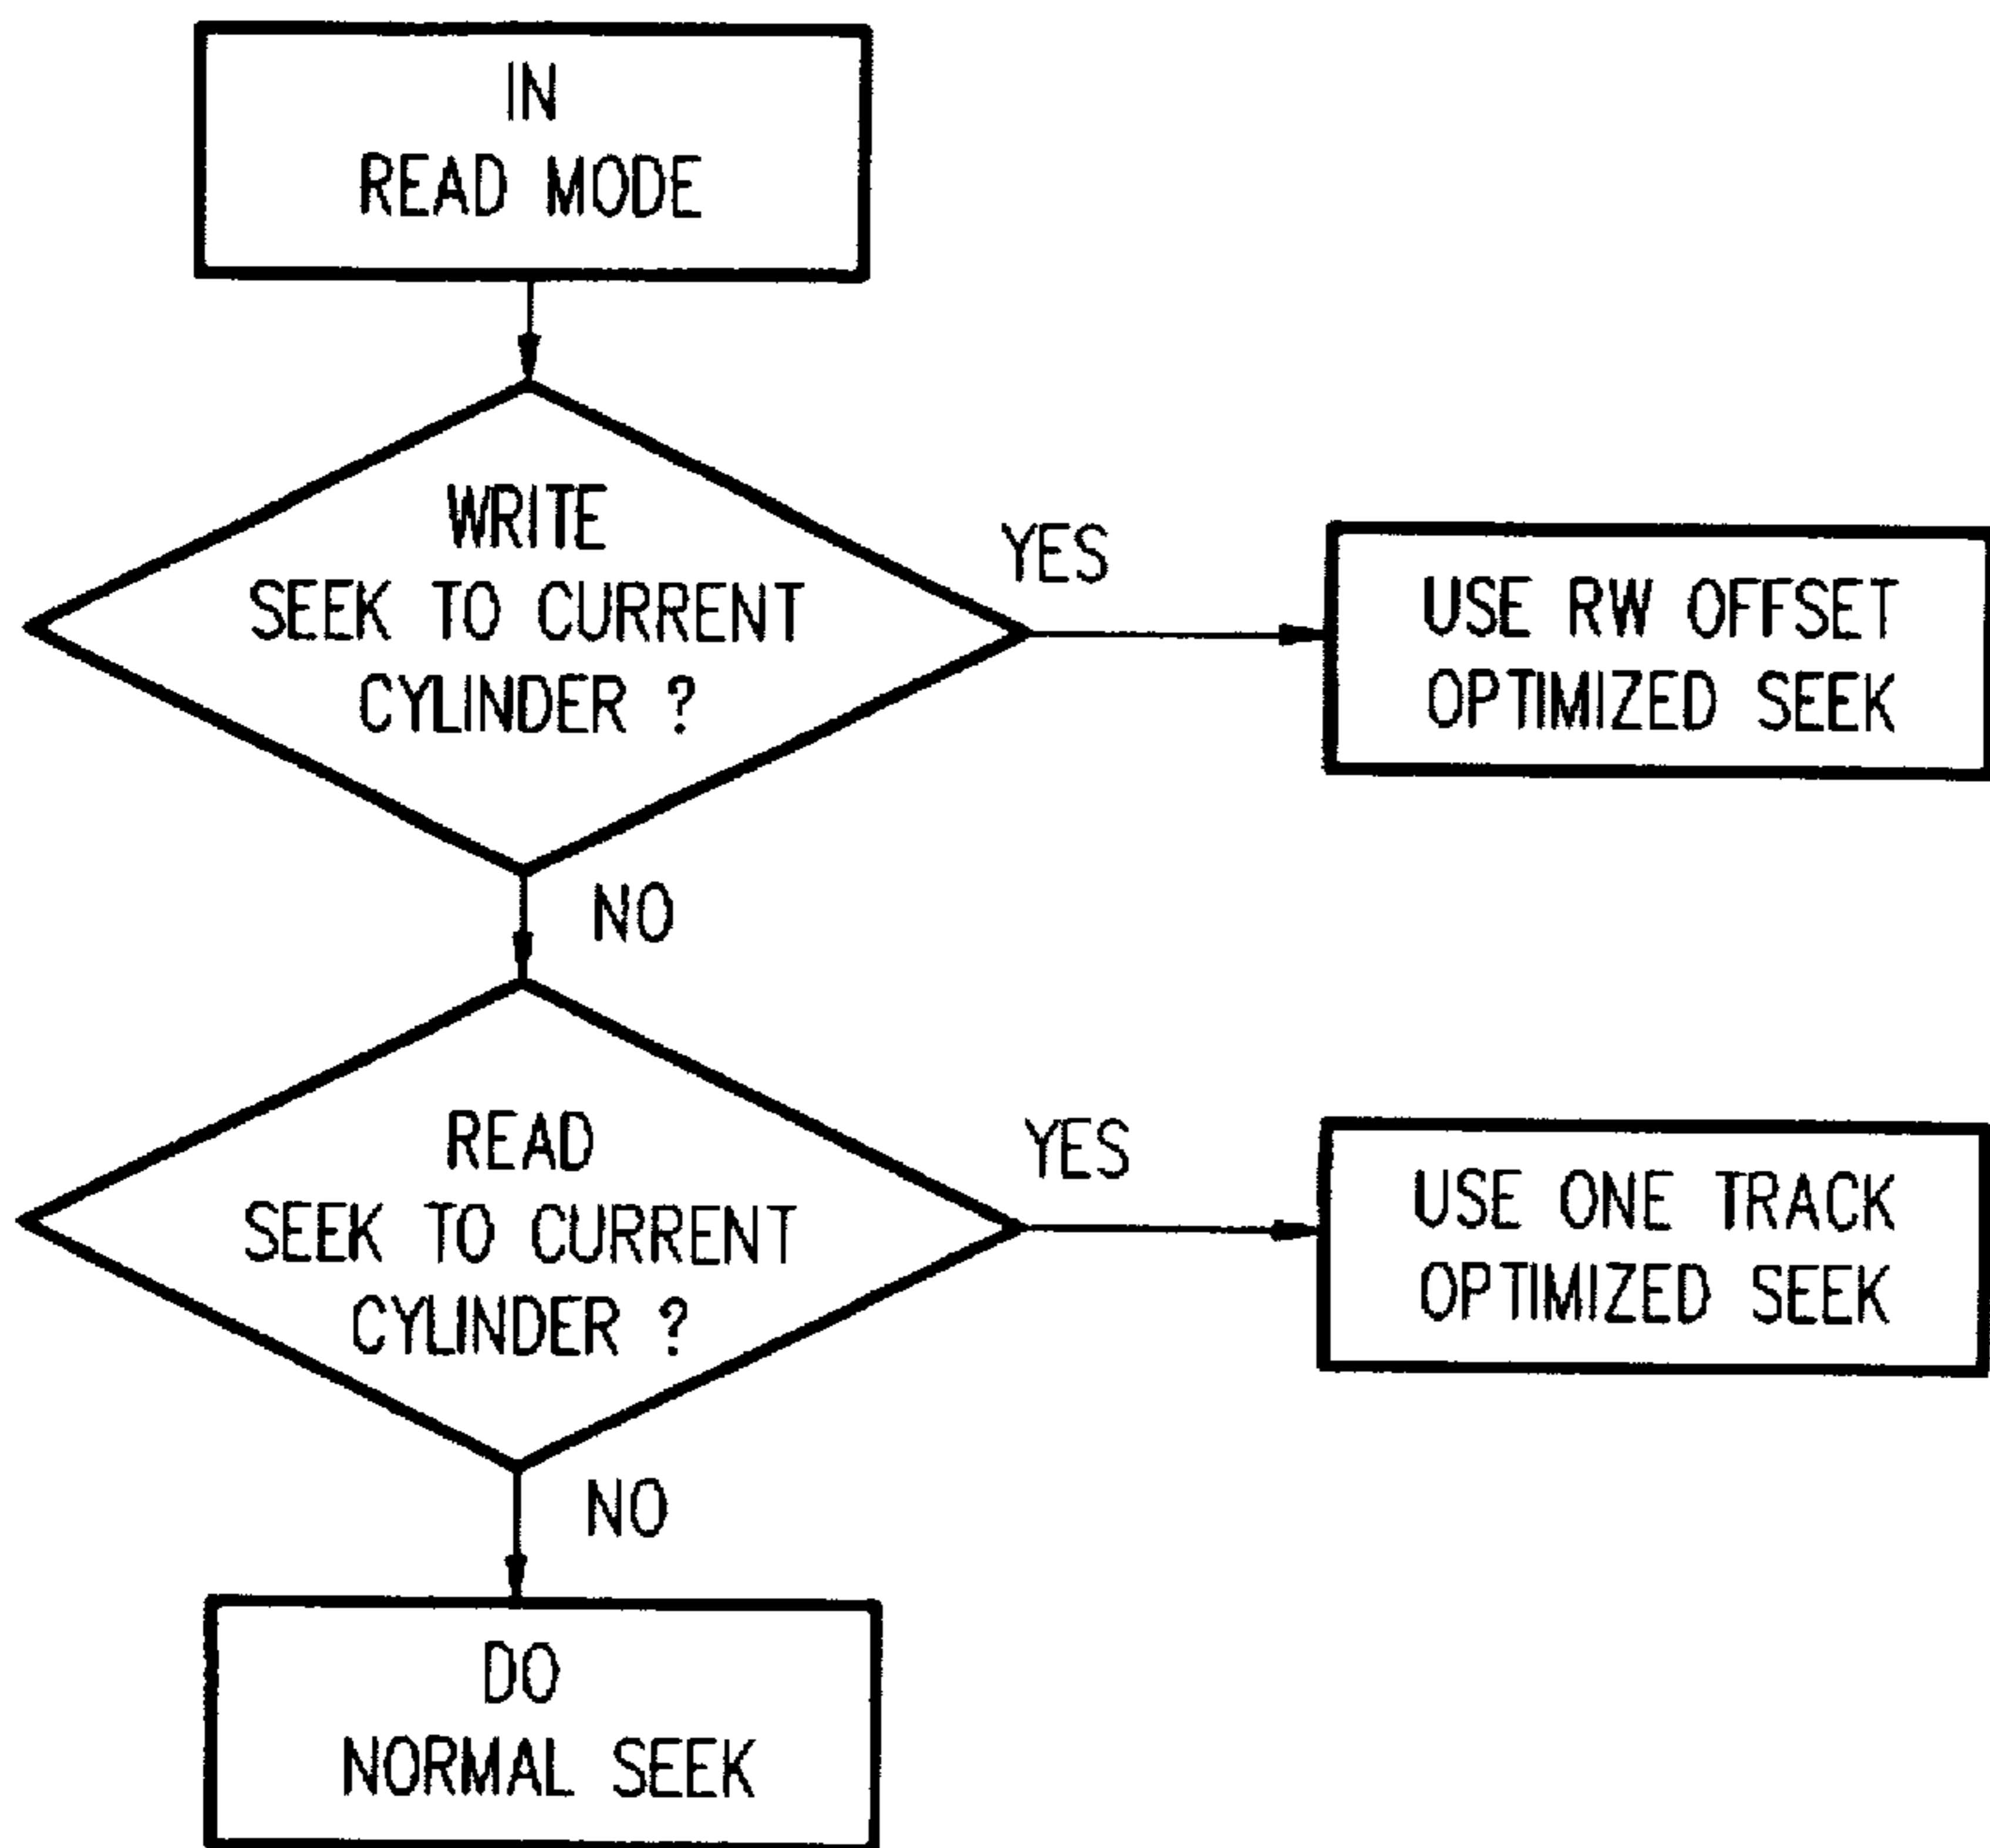 IN
READ MODE
WRITE
SEEK TO CURRENT
CYLINDER ?
YES
USE RW OFFSET
OPTIMIZED SEEK
NO
READ
SEEK TO CURRENT
CYLINDER ?
YES
USE ONE TRACK
OPTIMIZED SEEK
NO
DO
NORMAL SEEK